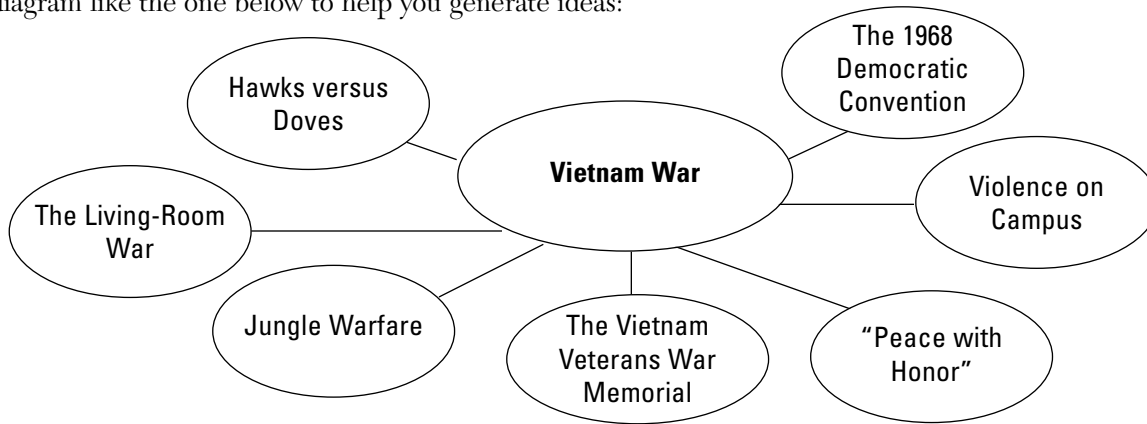 diagram like the one below to help you generate ideas:
The 1968
Democratic
Convention
Hawks versus
Doves
Vietnam War
Violence on
Campus
The Living-Room
War
Jungle Warfare
The Vietnam
Veterans War
Memorial
“Peace with
Honor”